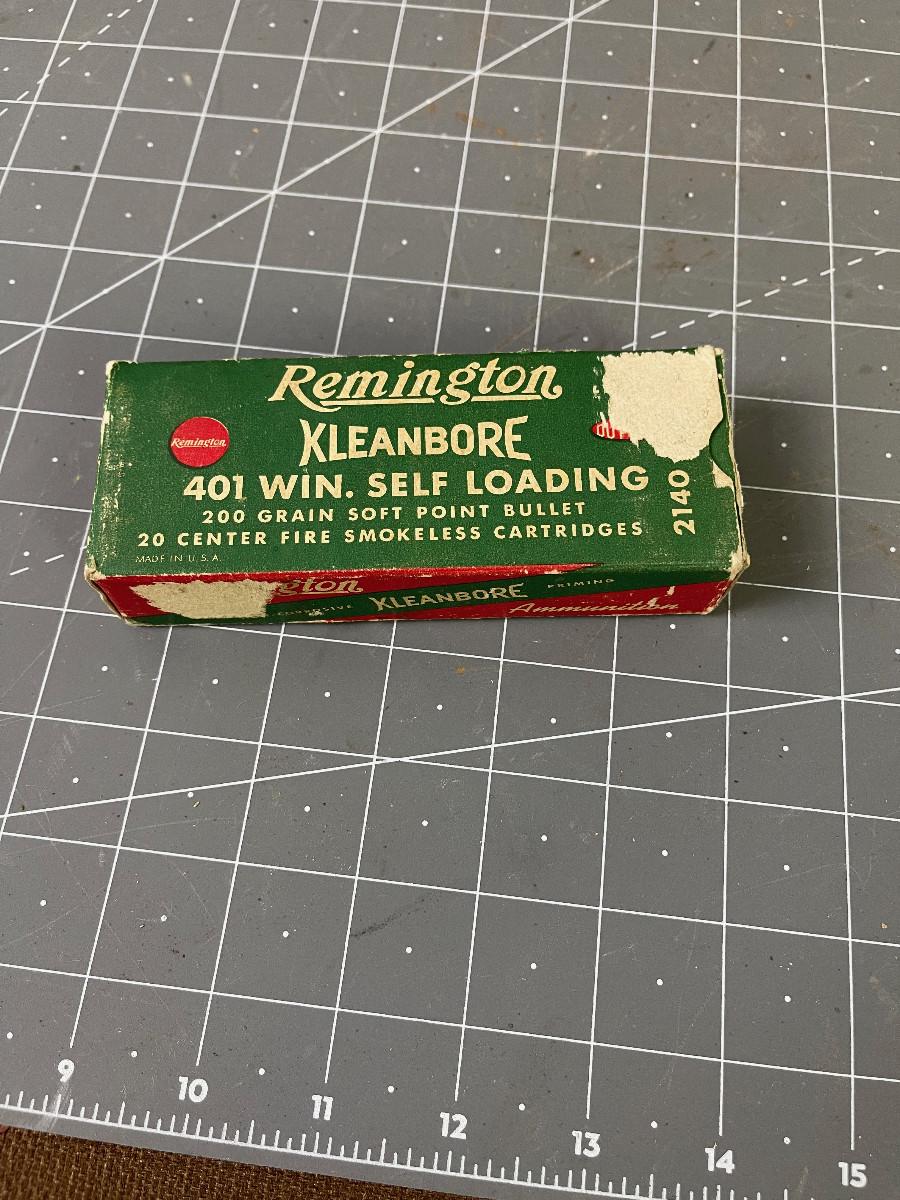 Remington
Remington
KLEANBORE
401 WIN. SELF LOADING
200 GRAIN SOFT POINT BULLET
20 CENTER FIRE SMOKELESS CARTRIDGES
2140
MADE IN U.S.A.
KLEANBORE PRIMING
Ammunition
9 10 11 12 13 14 15